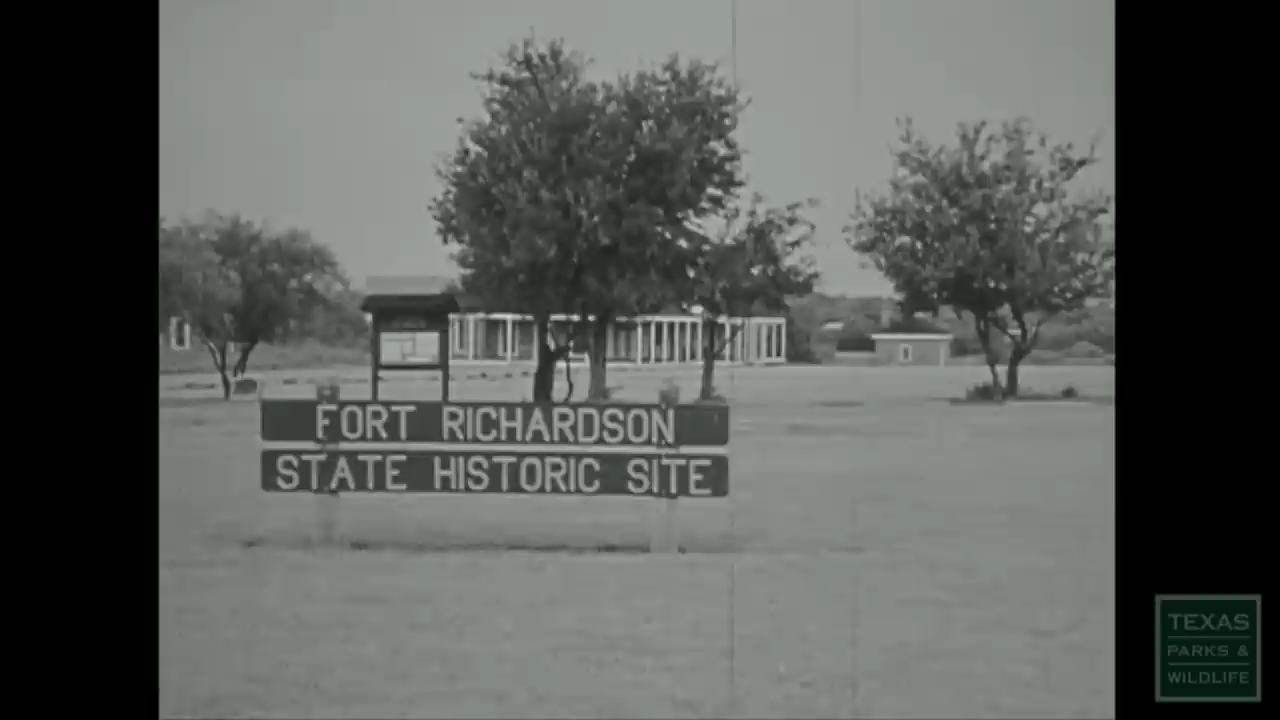 FORT RICHARDSON
STATE HISTORIC SITE
TEXAS
PARKS &
WILDLIFE